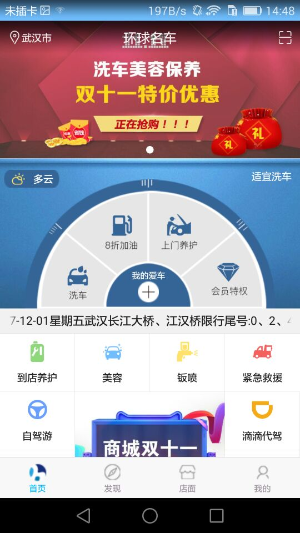 未插卡 197B/s 14:48
武汉市 环球名车
洗车美容保养
双十一特价优惠
正在抢购!!!
礼 礼
多云 适宜洗车
8折加油 上门养护
洗车 我的爱车 会员特权
7-12-01星期五武汉长江大桥、江汉桥限行尾号:0、2、
到店养护 美容 钣喷 紧急救援
自驾游 商城双十一 滴滴代驾
首页 发现 店面 我的